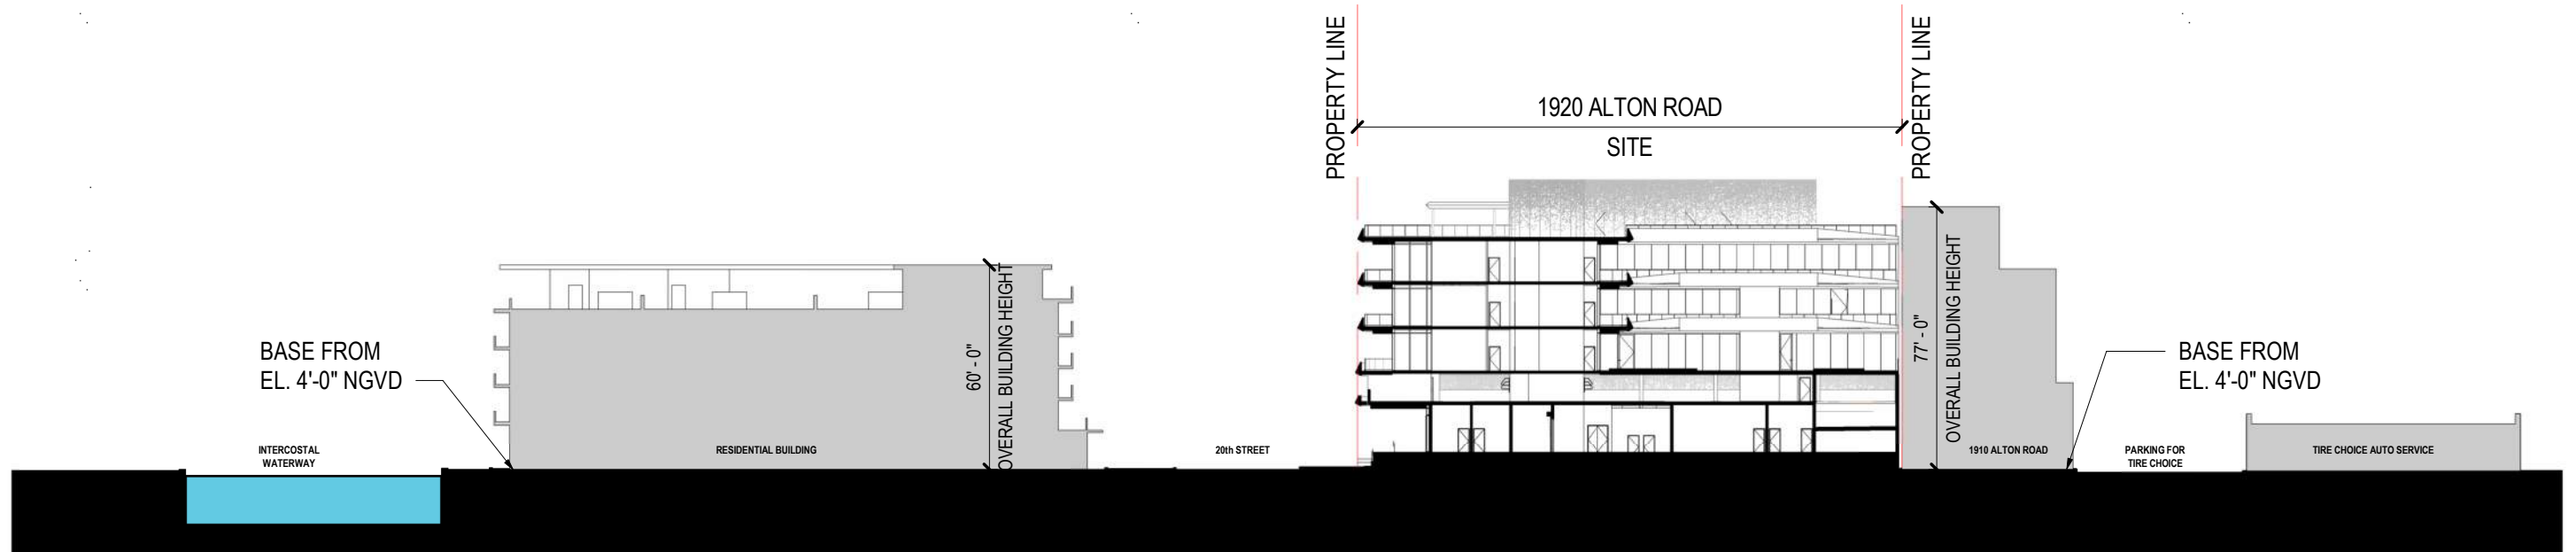 PROPERTY LINE
PROPERTY LINE
1920 ALTON ROAD
SITE
BASE FROM
EL. 4'-0" NGVD
60' - 0"
OVERALL BUILDING HEIGHT
77' - 0"
OVERALL BUILDING HEIGHT
BASE FROM
EL. 4'-0" NGVD
INTERCOSTAL
WATERWAY
RESIDENTIAL BUILDING
20th STREET
1910 ALTON ROAD
PARKING FOR
TIRE CHOICE
TIRE CHOICE AUTO SERVICE